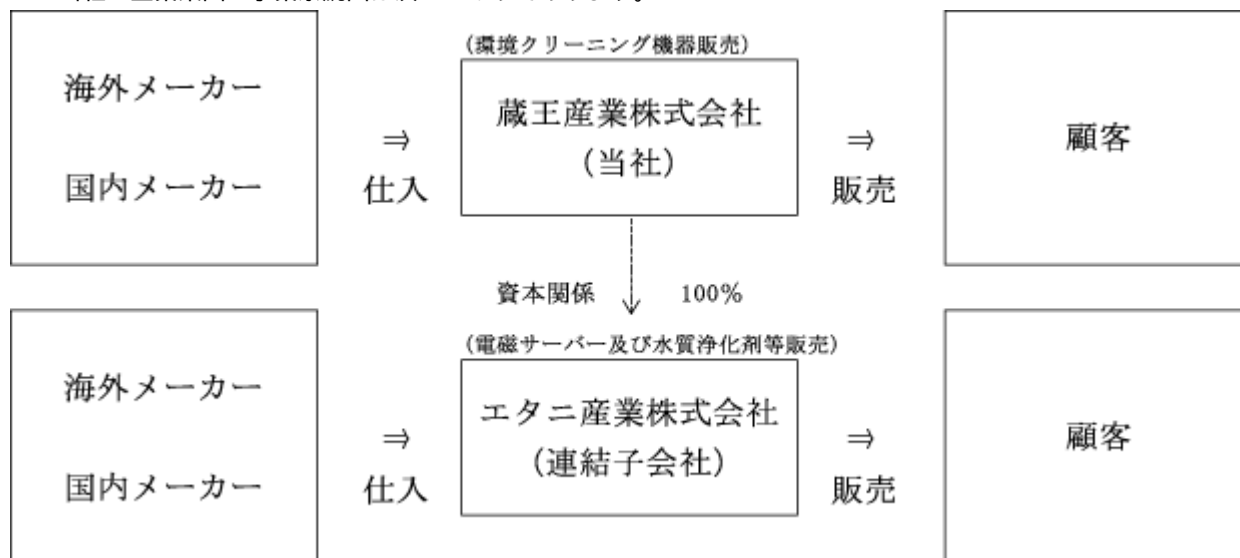 (環境クリーニング機器販売)
海外メーカー
国内メーカー
⇒
仕入
蔵王産業株式会社
(当社)
⇒
販売
顧客
資本関係 100%
(電磁サーバー及び水質浄化剤等販売)
海外メーカー
国内メーカー
⇒
仕入
エタニ産業株式会社
(連結子会社)
⇒
販売
顧客